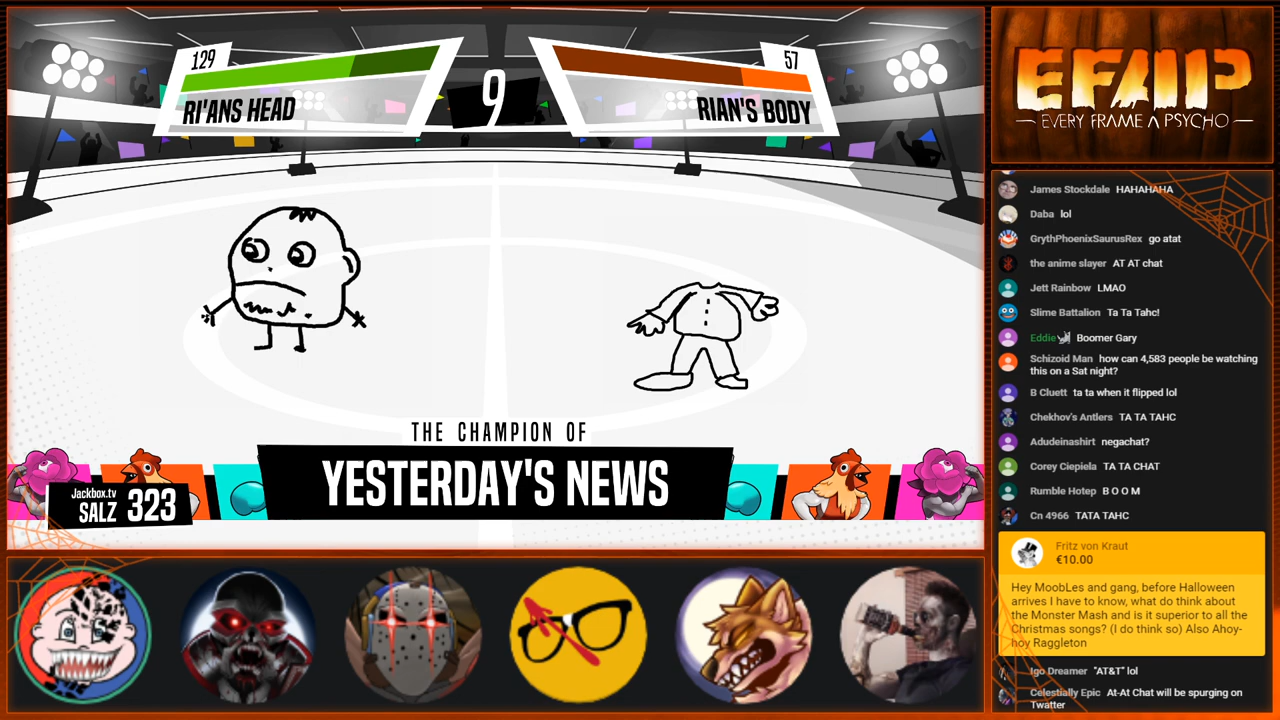 129
RI'ANS HEAD
9
57
RIAN'S BODY
THE CHAMPION OF
YESTERDAY'S NEWS
Jackbox.tv
SALZ 323
EFAP
EVERY FRAME A PSYCHO
James Stockdale HAHAHAHA
Daba lol
GrythPhoenixSaurusRex go atat
the anime slayer AT AT chat
Jett Rainbow LMAO
Slime Battalion Ta Ta Tahc!
Eddie Boomer Gary
Schizoid Man how can 4,583 people be watching
this on a Sat night?
B Cluett ta ta when it flipped lol
Chekhov's Antlers TA TA TAHC
Adudeinashirt negachat?
Corey Ciepiela TA TA CHAT
Rumble Hotep B O O M
Cn 4966 TATA TAHC
Fritz von Kraut
€10.00
Hey MoobLes and gang, before Halloween
arrives I have to know, what do think about
the Monster Mash and is it superior to all the
Christmas songs? (I do think so) Also Ahoy-
hoy Raggleton
Igo Dreamer "AT&T" lol
Celestially Epic At-At Chat will be spurging on
Twatter